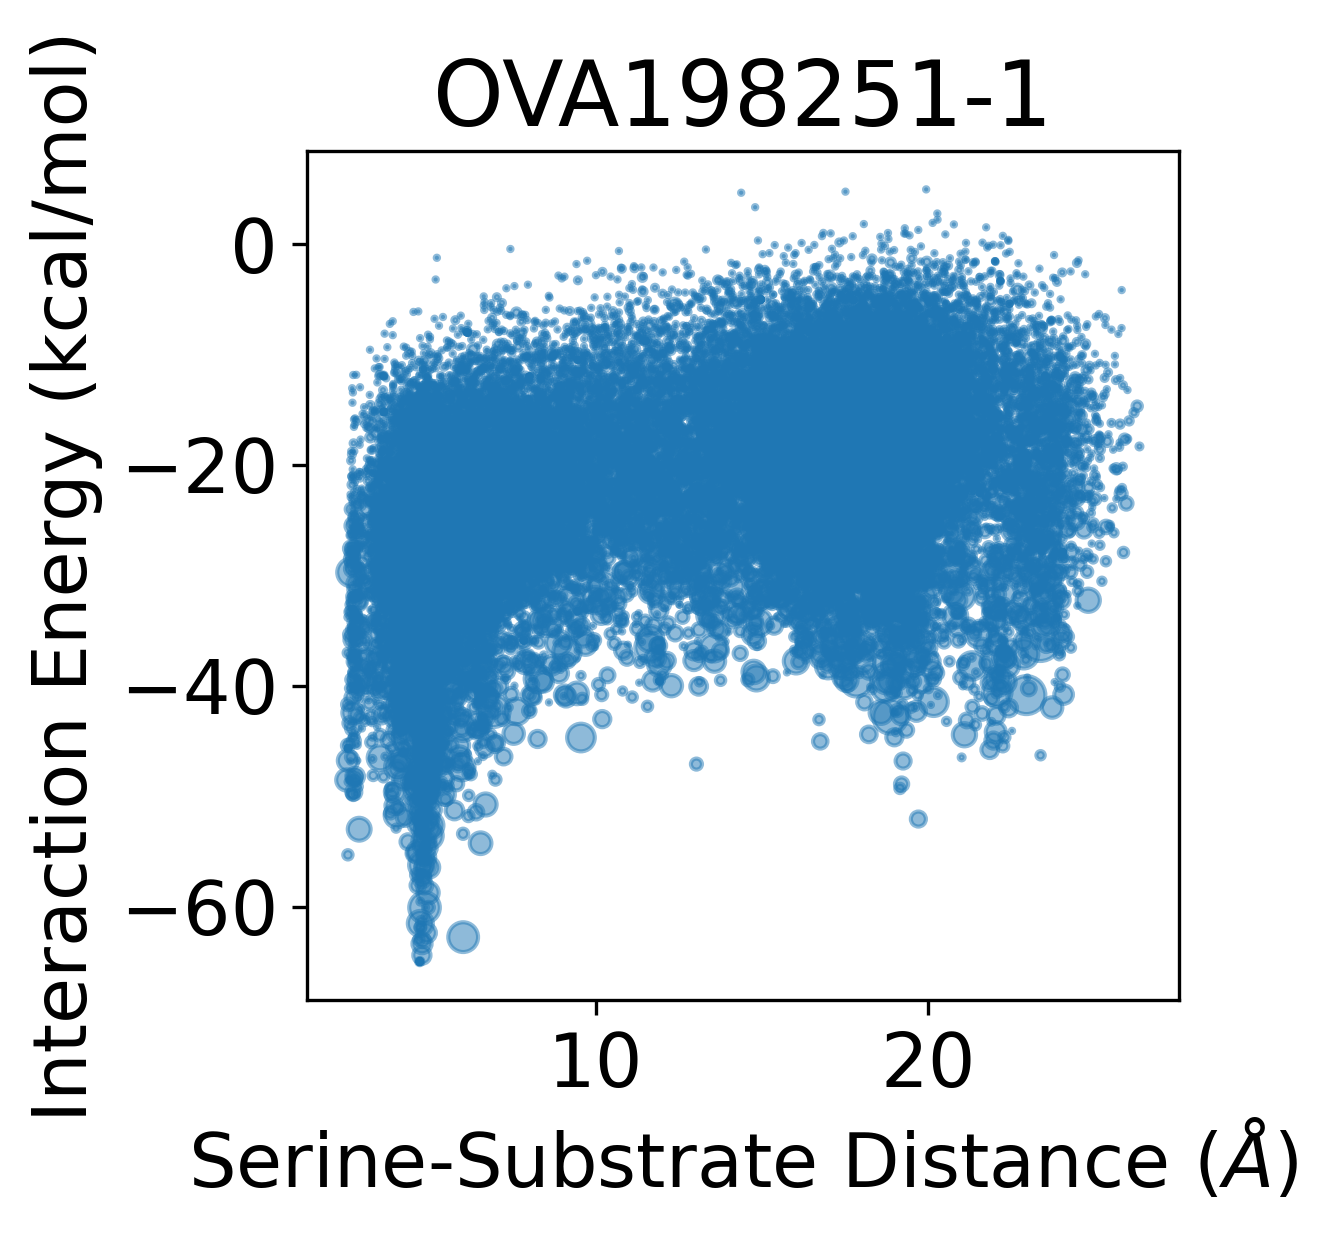 OVA198251-1
Interaction Energy (kcal/mol)
0
−20
−40
−60
10 20
Serine-Substrate Distance (Å)